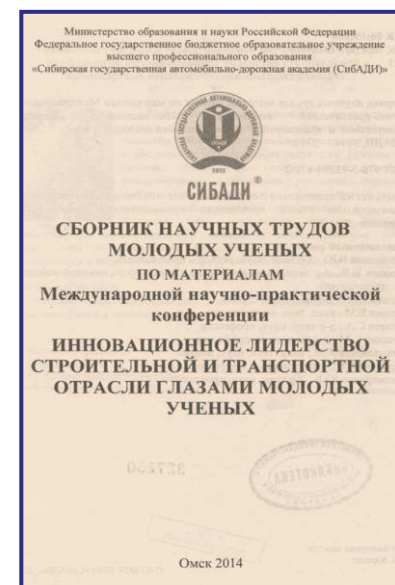 Министерство образования и науки Российской Федерации
Федеральное государственное бюджетное образовательное учреждение
высшего профессионального образования
«Сибирская государственная автомобильно-дорожная академия (СибАДИ)»
СИБАДИ®
СБОРНИК НАУЧНЫХ ТРУДОВ
МОЛОДЫХ УЧЕНЫХ
ПО МАТЕРИАЛАМ
Международной научно-практической
конференции
ИННОВАЦИОННОЕ ЛИДЕРСТВО
СТРОИТЕЛЬНОЙ И ТРАНСПОРТНОЙ
ОТРАСЛИ ГЛАЗАМИ МОЛОДЫХ
УЧЕНЫХ
327250
БИБЛИОТЕКА
Омск 2014